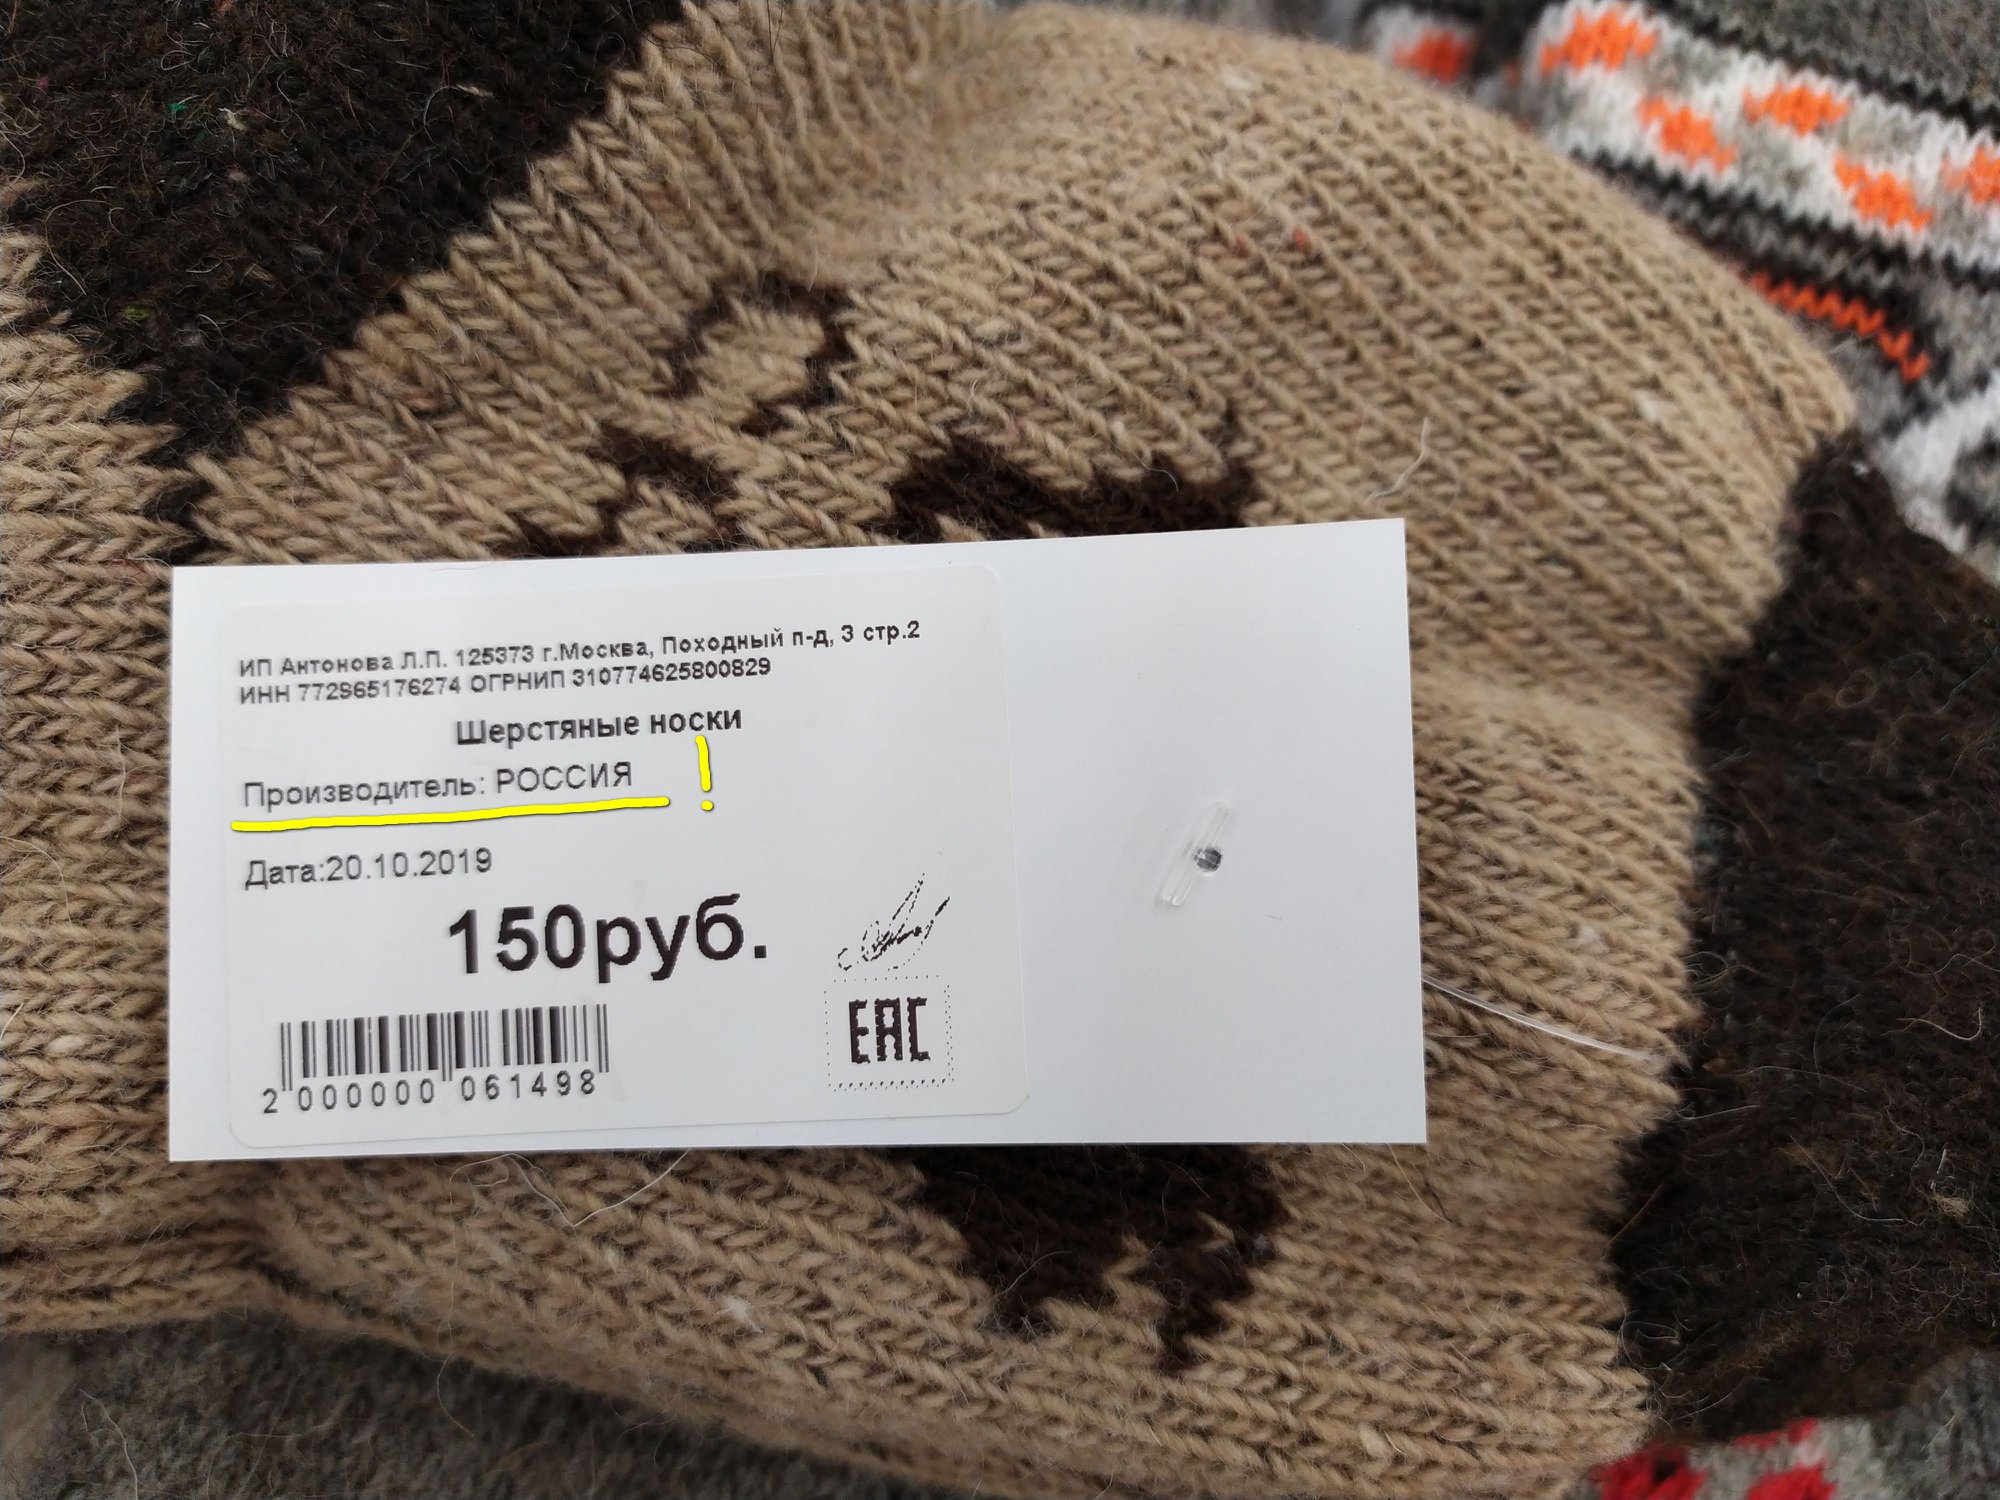 ИП Антонова Л.П. 125373 г.Москва, Походный п-д, 3 стр.2
ИНН 772965176274 ОГРНИП 310774625800829
Шерстяные носки
Производитель: РОССИЯ !
Дата:20.10.2019
150руб.
EAC
2 000000 061498